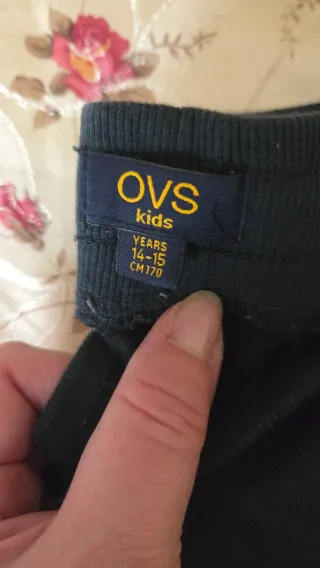 OVS
kids
YEARS
14-15
CM170